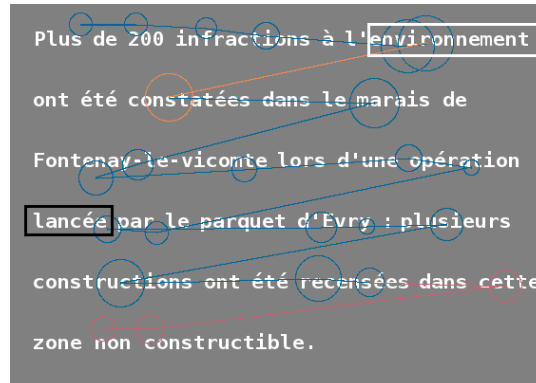 Plus de 200 infractions à l'environnement
ont été constatées dans le marais de
Fontenay-le-vicomte lors d'une opération
lancée par le parquet d'Evry : plusieurs
constructions ont été recensées dans cette
zone non constructible.